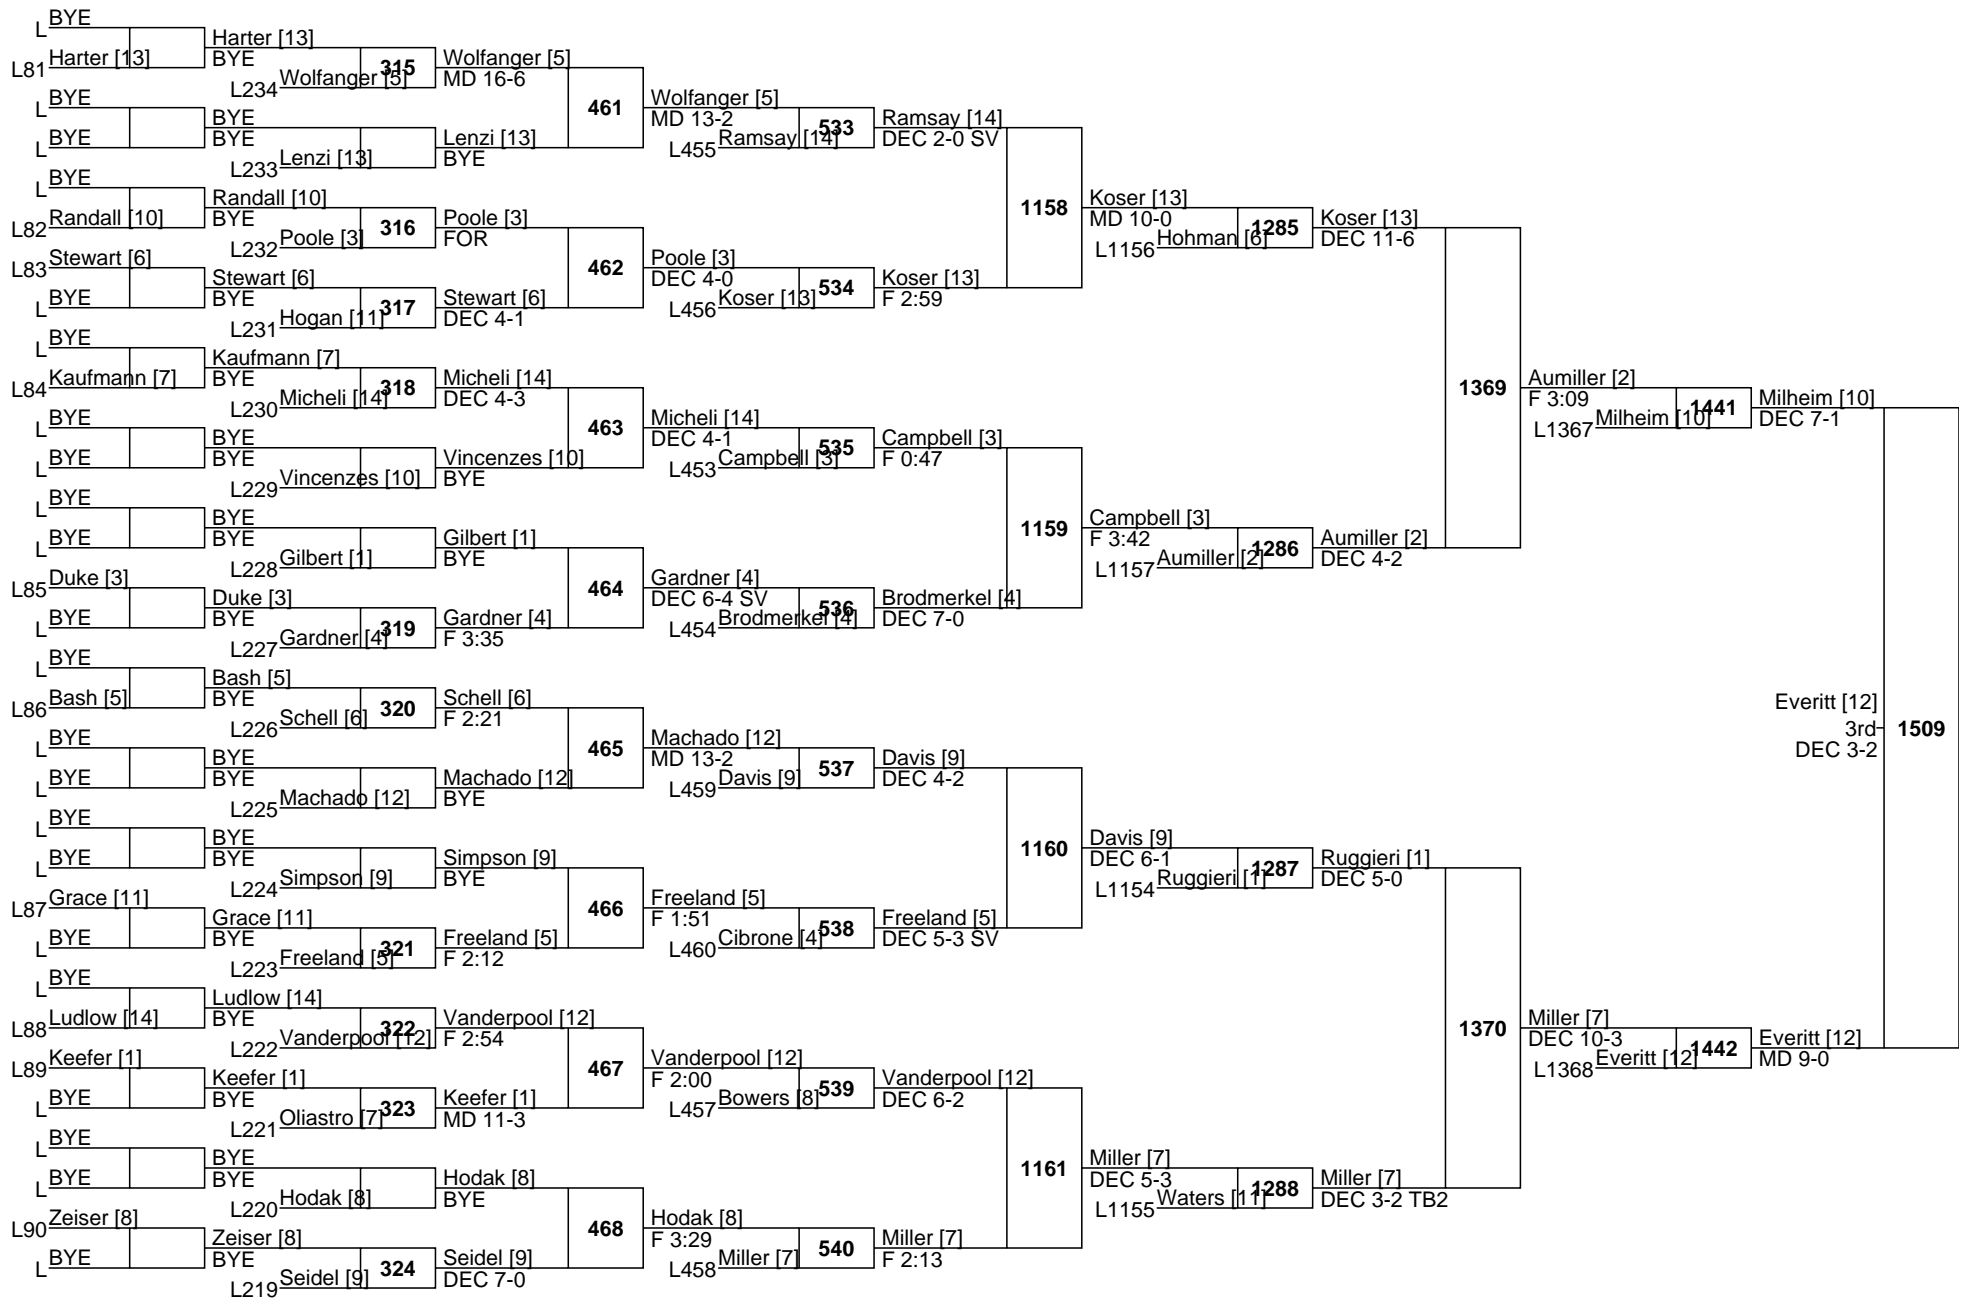 BYE
L
Harter [13]
L81
Harter [13]
BYE
Wolfanger [5]
L234
315
Wolfanger [5]
MD 16-6
BYE
L
BYE
L
BYE
BYE
Lenzi [13]
L233
Lenzi [13]
BYE
461
Wolfanger [5]
MD 13-2
Ramsay [14]
L455
533
Ramsay [14]
DEC 2-0 SV
BYE
L
Randall [10]
L82
Randall [10]
BYE
Poole [3]
L232
316
Poole [3]
FOR
Stewart [6]
L83
BYE
L
Stewart [6]
BYE
Hogan [11]
L231
317
Stewart [6]
DEC 4-1
462
Poole [3]
DEC 4-0
Koser [13]
L456
534
Koser [13]
F 2:59
1158
Koser [13]
MD 10-0
Hohman [6]
L1156
1285
Koser [13]
DEC 11-6
BYE
L
Kaufmann [7]
L84
Kaufmann [7]
BYE
Micheli [14]
L230
318
Micheli [14]
DEC 4-3
BYE
L
BYE
L
BYE
BYE
Vincenzes [10]
L229
Vincenzes [10]
BYE
463
Micheli [14]
DEC 4-1
Campbell [3]
L453
535
Campbell [3]
F 0:47
BYE
L
BYE
L
BYE
BYE
Gilbert [1]
L228
Gilbert [1]
BYE
Duke [3]
L85
BYE
L
Duke [3]
BYE
Gardner [4]
L227
319
Gardner [4]
F 3:35
464
Gardner [4]
DEC 6-4 SV
Brodmerkel [4]
L454
536
Brodmerkel [4]
DEC 7-0
1159
Campbell [3]
F 3:42
Aumiller [2]
L1157
1286
Aumiller [2]
DEC 4-2
1369
Aumiller [2]
F 3:09
Milheim [10]
L1367
1441
Milheim [10]
DEC 7-1
BYE
L
Bash [5]
L86
Bash [5]
BYE
Schell [6]
L226
320
Schell [6]
F 2:21
BYE
L
BYE
L
BYE
BYE
Machado [12]
L225
Machado [12]
BYE
465
Machado [12]
MD 13-2
Davis [9]
L459
537
Davis [9]
DEC 4-2
BYE
L
BYE
L
BYE
BYE
Simpson [9]
L224
Simpson [9]
BYE
Grace [11]
L87
BYE
L
Grace [11]
BYE
Freeland [5]
L223
321
Freeland [5]
F 2:12
466
Freeland [5]
F 1:51
Cibrone [4]
L460
538
Freeland [5]
DEC 5-3 SV
1160
Davis [9]
DEC 6-1
Ruggieri [1]
L1154
1287
Ruggieri [1]
DEC 5-0
BYE
L
Ludlow [14]
L88
Ludlow [14]
BYE
Vanderpool [12]
L222
322
Vanderpool [12]
F 2:54
Keefer [1]
L89
BYE
L
Keefer [1]
BYE
Oliastro [7]
L221
323
Keefer [1]
MD 11-3
467
Vanderpool [12]
F 2:00
Bowers [8]
L457
539
Vanderpool [12]
DEC 6-2
BYE
L
BYE
L
BYE
BYE
Hodak [8]
L220
Hodak [8]
BYE
Zeiser [8]
L90
BYE
L
Zeiser [8]
BYE
Seidel [9]
L219
324
Seidel [9]
DEC 7-0
468
Hodak [8]
F 3:29
Miller [7]
L458
540
Miller [7]
F 2:13
1161
Miller [7]
DEC 5-3
Waters [11]
L1155
1288
Miller [7]
DEC 3-2 TB2
1370
Miller [7]
DEC 10-3
Everitt [12]
L1368
1442
Everitt [12]
MD 9-0
Everitt [12]
3rd
DEC 3-2
1509